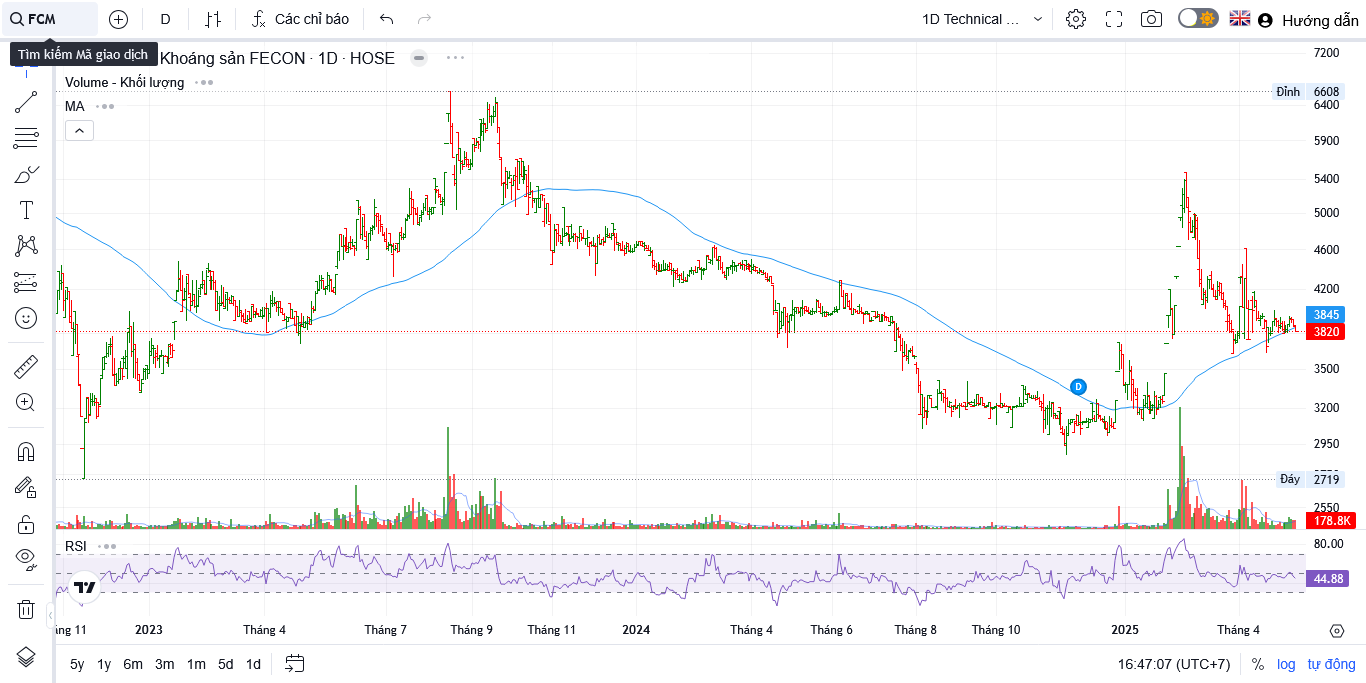 FCM
D
Các chỉ báo
1D Technical ...
Hướng dẫn
Tìm kiếm Mã giao dịch
Khoáng sản FECON · 1D · HOSE
Volume - Khối lượng
MA
7200
Đỉnh 6608
6400
5900
5400
5000
4600
4200
3845
3820
3500
D
3200
2950
Đáy 2719
2550
178.8K
RSI
80.00
44.88
ng 11
2023
Tháng 4
Tháng 7
Tháng 9
Tháng 11
2024
Tháng 4
Tháng 6
Tháng 8
Tháng 10
2025
Tháng 4
5y 1y 6m 3m 1m 5d 1d
16:47:07 (UTC+7)
% log tự động